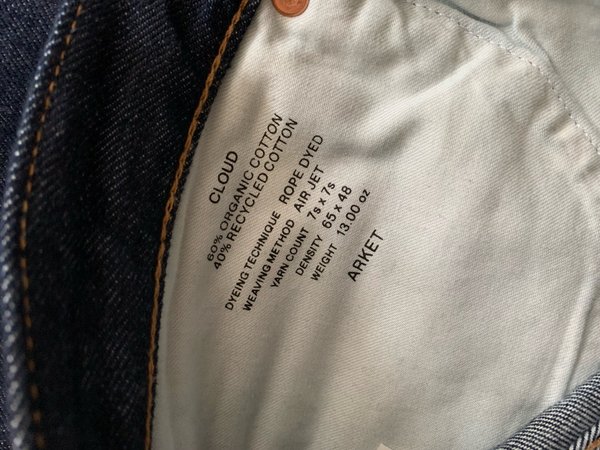 CLOUD
60% ORGANIC COTTON
40% RECYCLED COTTON
DYEING TECHNIQUE ROPE DYED
WEAVING METHOD AIR JET
YARN COUNT 7s x 7s
DENSITY 65 x 48
WEIGHT 13.00 oz
ARKET